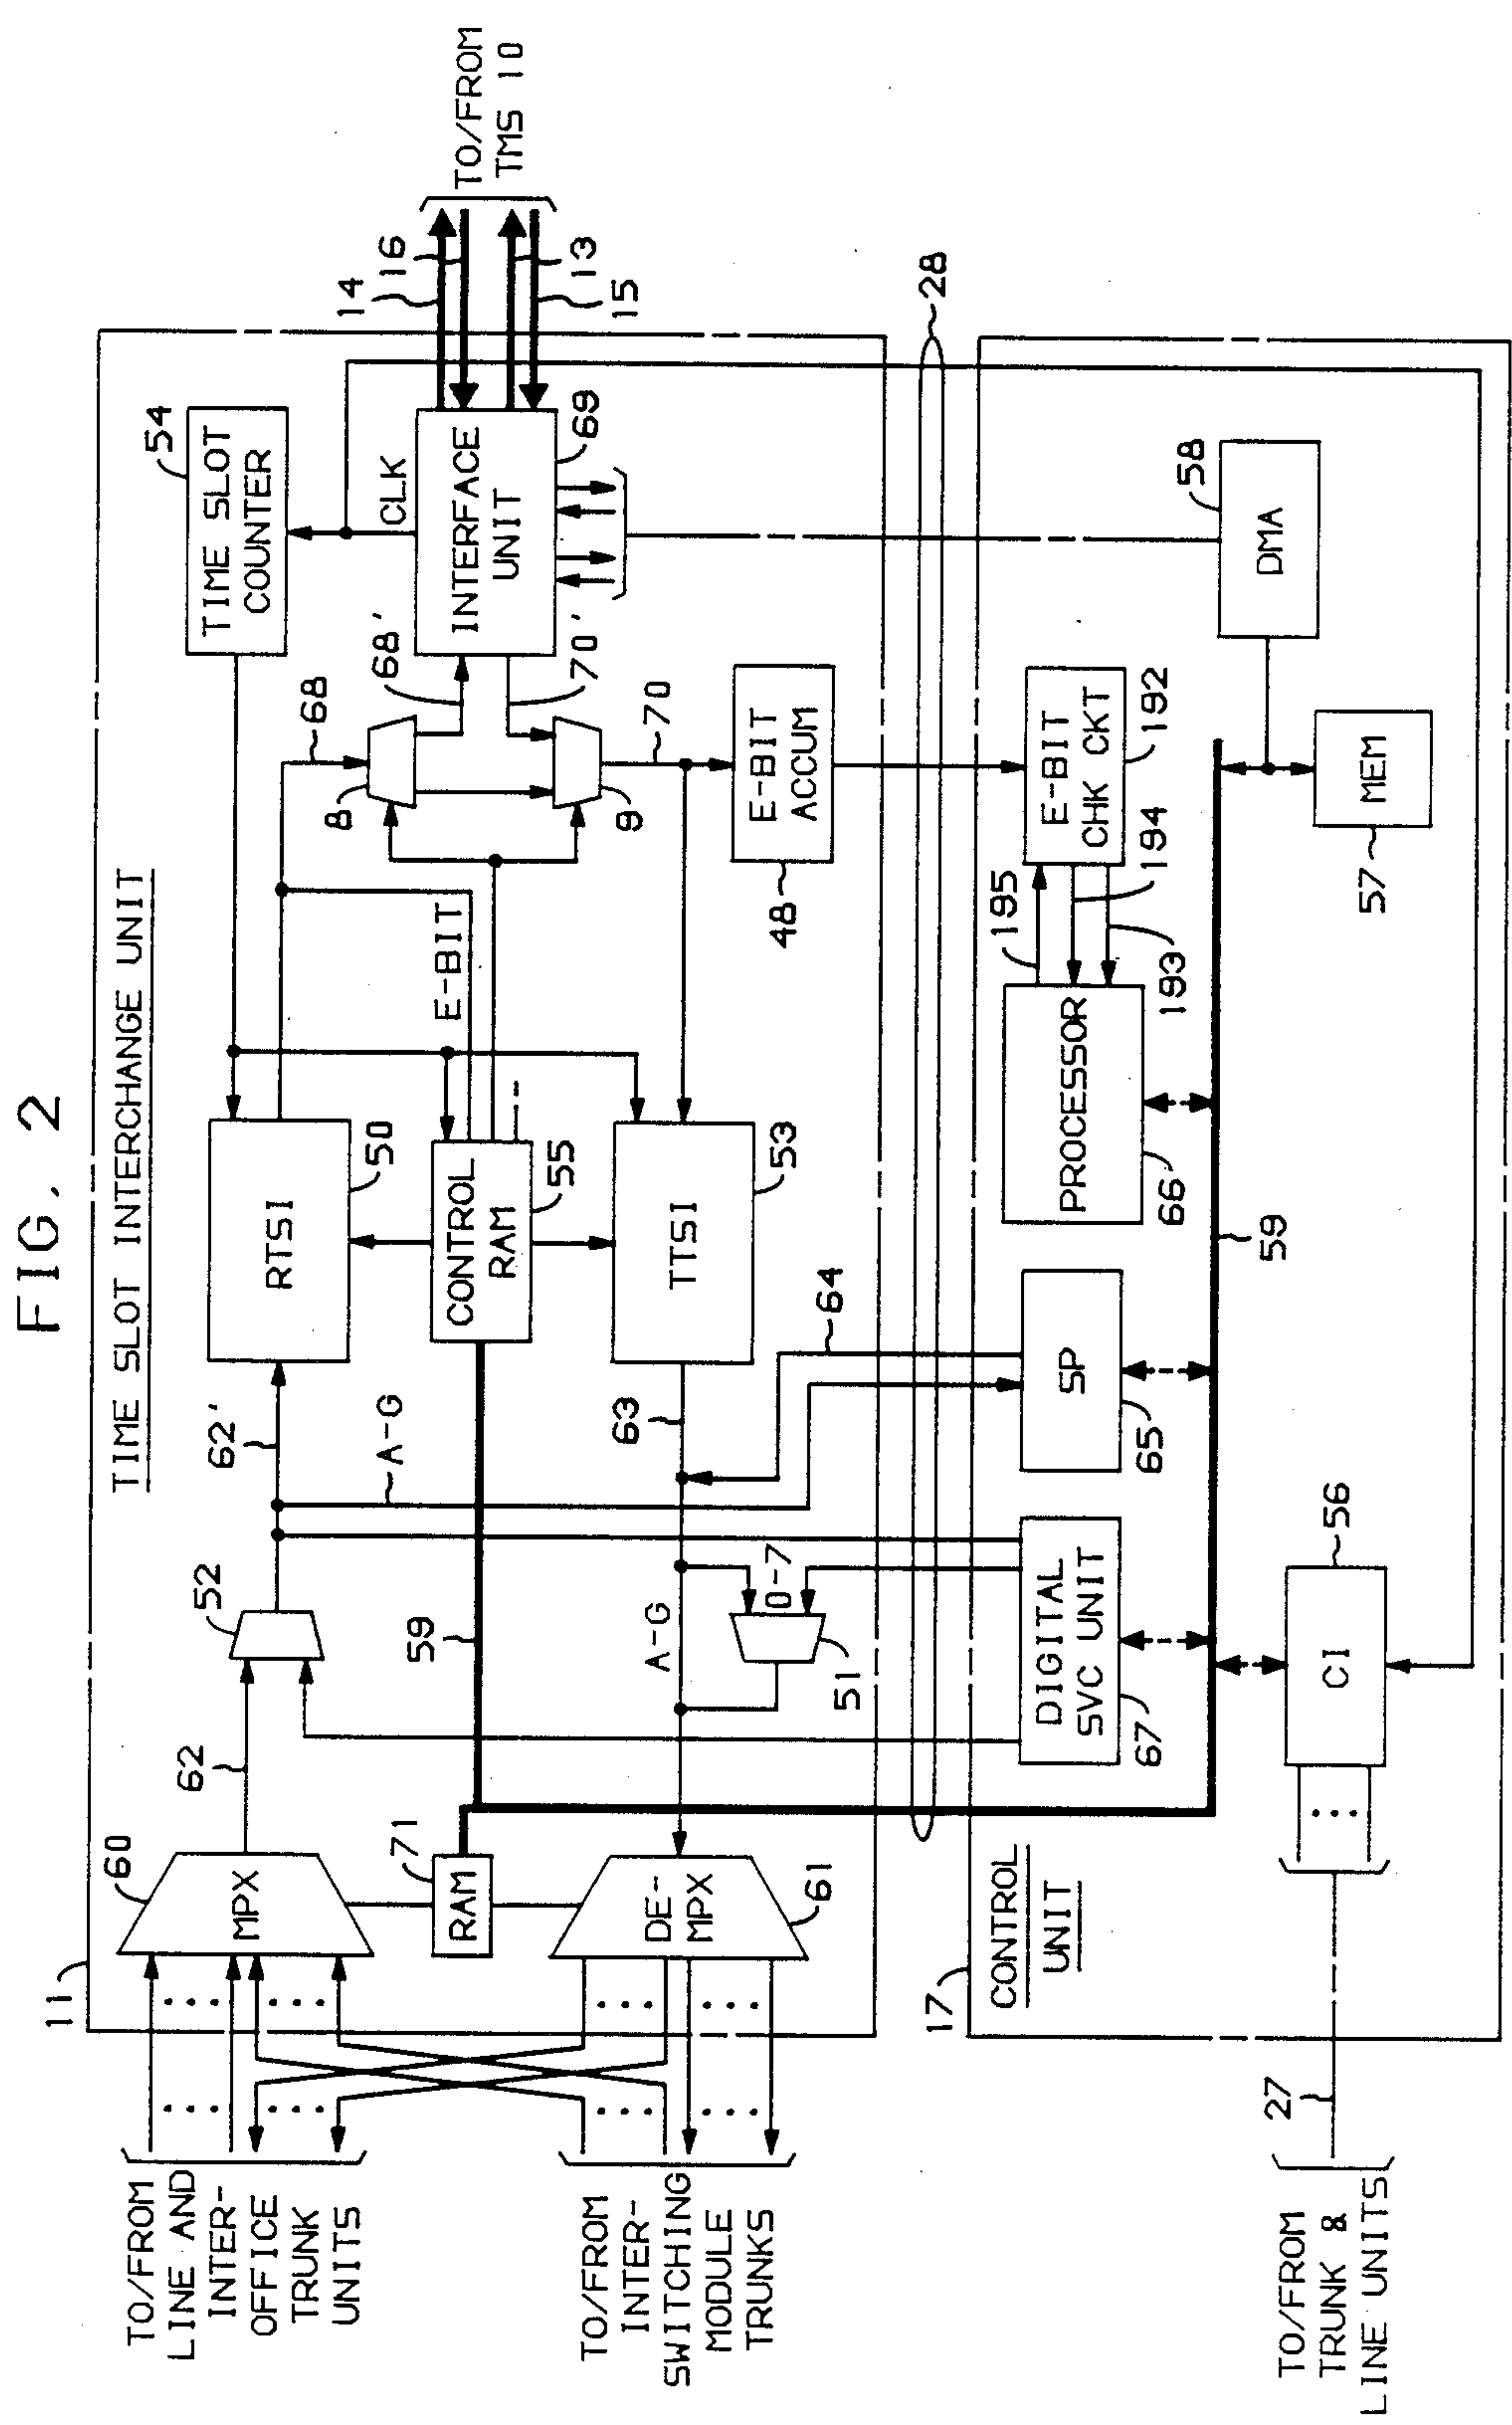 FIG. 2
TIME SLOT INTERCHANGE UNIT
11
60
MPX
62
52
62'
A-G
RTSI
50
TIME SLOT
COUNTER
54
68
8
68'
CLK
INTERFACE
UNIT
69
14
16
13
15
TO/FROM
TMS 10
TO/FROM
LINE AND
INTER-
OFFICE
TRUNK
UNITS
71
RAM
59
CONTROL
RAM
55
E-BIT
9
70'
70
DE-
MPX
61
A-G
0-7
51
63
64
TTSI
53
E-BIT
ACCUM
48
TO/FROM
INTER-
SWITCHING
MODULE
TRUNKS
28
17
CONTROL
UNIT
DIGITAL
SVC UNIT
67
SP
65
PROCESSOR
66
195
194
193
E-BIT
CHK CKT
192
DMA
58
MEM
57
59
CI
56
27
TO/FROM
TRUNK &
LINE UNITS